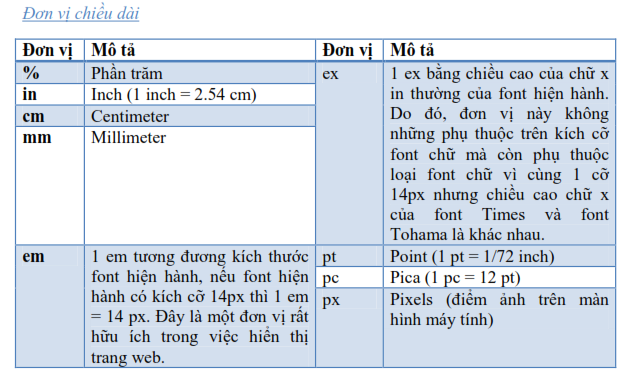 Đơn vị chiều dài
Đơn vị Mô tả Đơn vị Mô tả
% Phần trăm
in Inch (1 inch = 2.54 cm)
cm Centimeter
mm Millimeter
ex 1 ex bằng chiều cao của chữ x
in thường của font hiện hành.
Do đó, đơn vị này không
những phụ thuộc trên kích cỡ
font chữ mà còn phụ thuộc
loại font chữ vì cùng 1 cỡ
14px nhưng chiều cao chữ x
của font Times và font
Tohama là khác nhau.
em 1 em tương đương kích thước
font hiện hành, nếu font hiện
hành có kích cỡ 14px thì 1 em
= 14 px. Đây là một đơn vị rất
hữu ích trong việc hiển thị
trang web.
pt Point (1 pt = 1/72 inch)
pc Pica (1 pc = 12 pt)
px Pixels (điểm ảnh trên màn
hình máy tính)